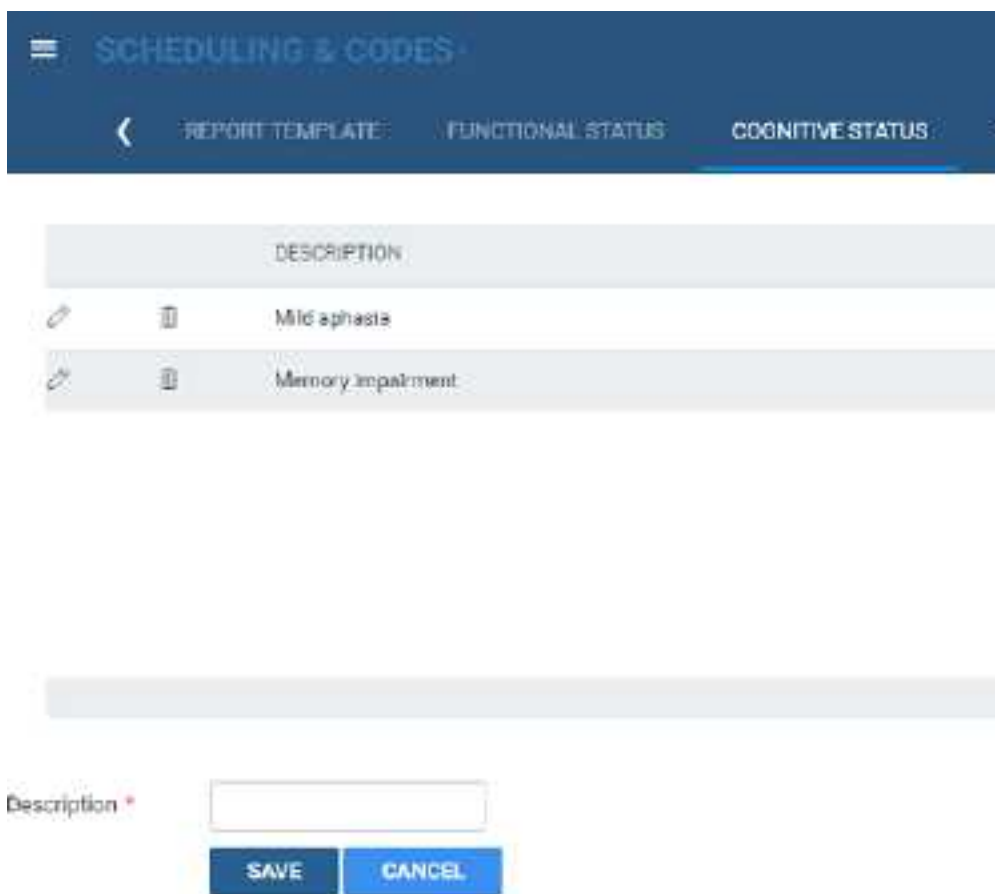 SCHEDULING & CODES
REPORT TEMPLATE FUNCTIONAL STATUS COGNITIVE STATUS
DESCRIPTION
Mild aphasia
Memory impairment
Description *
SAVE CANCEL